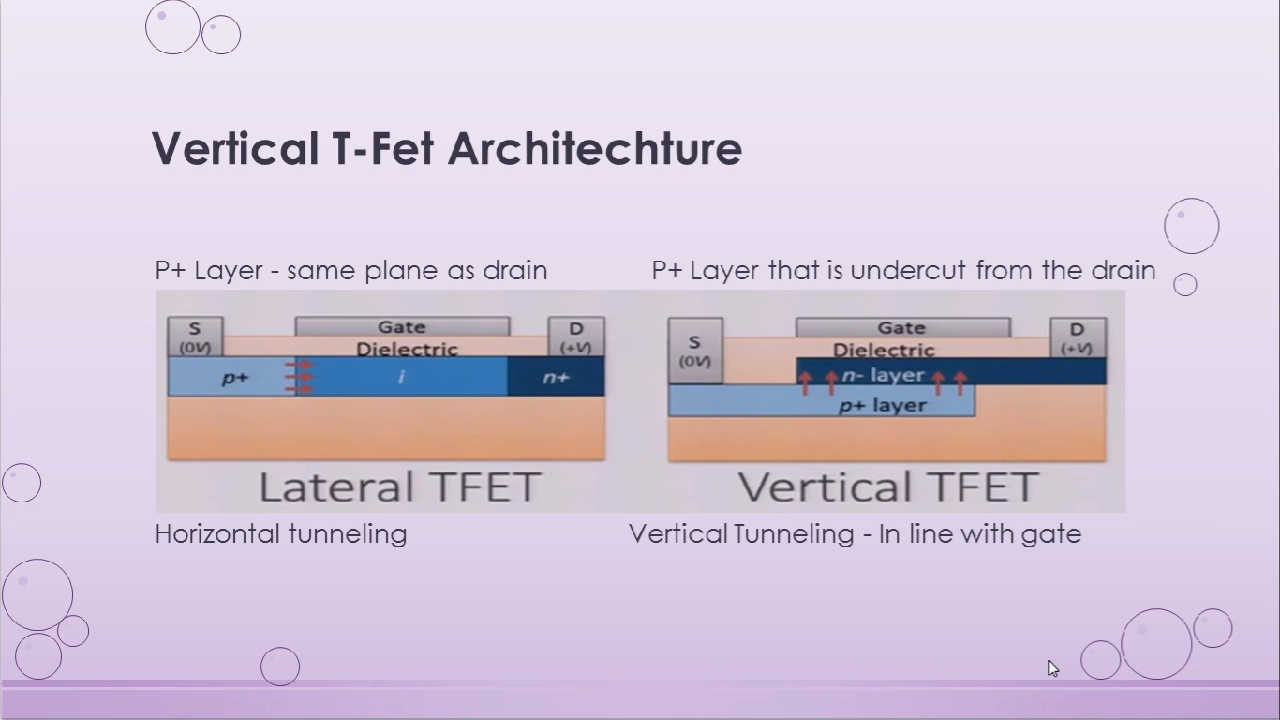 Vertical T-Fet Architechture
P+ Layer - same plane as drain
P+ Layer that is undercut from the drain
S
(0V)
Gate
D
(+V)
Dielectric
p+
i
n+
Lateral TFET
S
(0V)
Gate
D
(+V)
Dielectric
n- layer
p+ layer
Vertical TFET
Horizontal tunneling
Vertical Tunneling - In line with gate